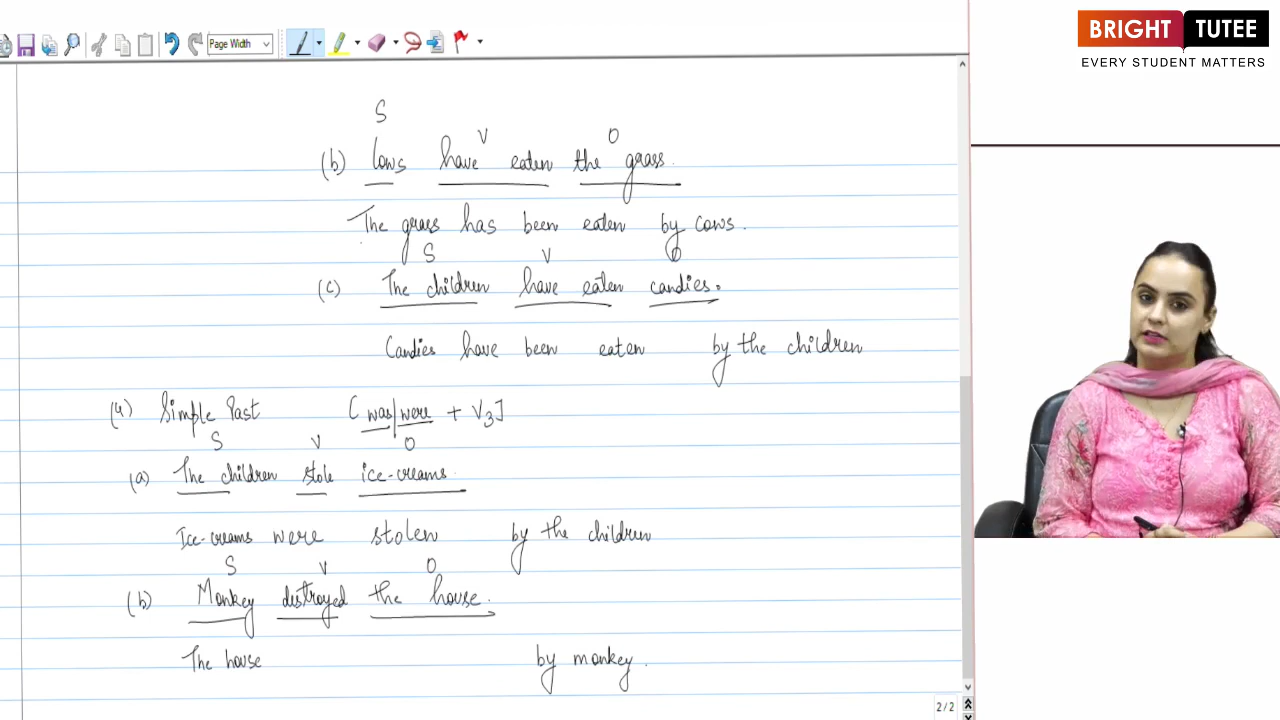 Page Width
BRIGHT TUTEE
EVERY STUDENT MATTERS
S
V O
(b) Cows have eaten the grass.
The grass has been eaten by cows.
S V O
(c) The children have eaten candies.
Candies have been eaten by the children
(4) Simple Past [was/were + V3]
S V O
(a) The children stole ice-creams.
Ice-creams were stolen by the children
S V O
(b) Monkey destroyed the house.
The house by monkey.
2/2